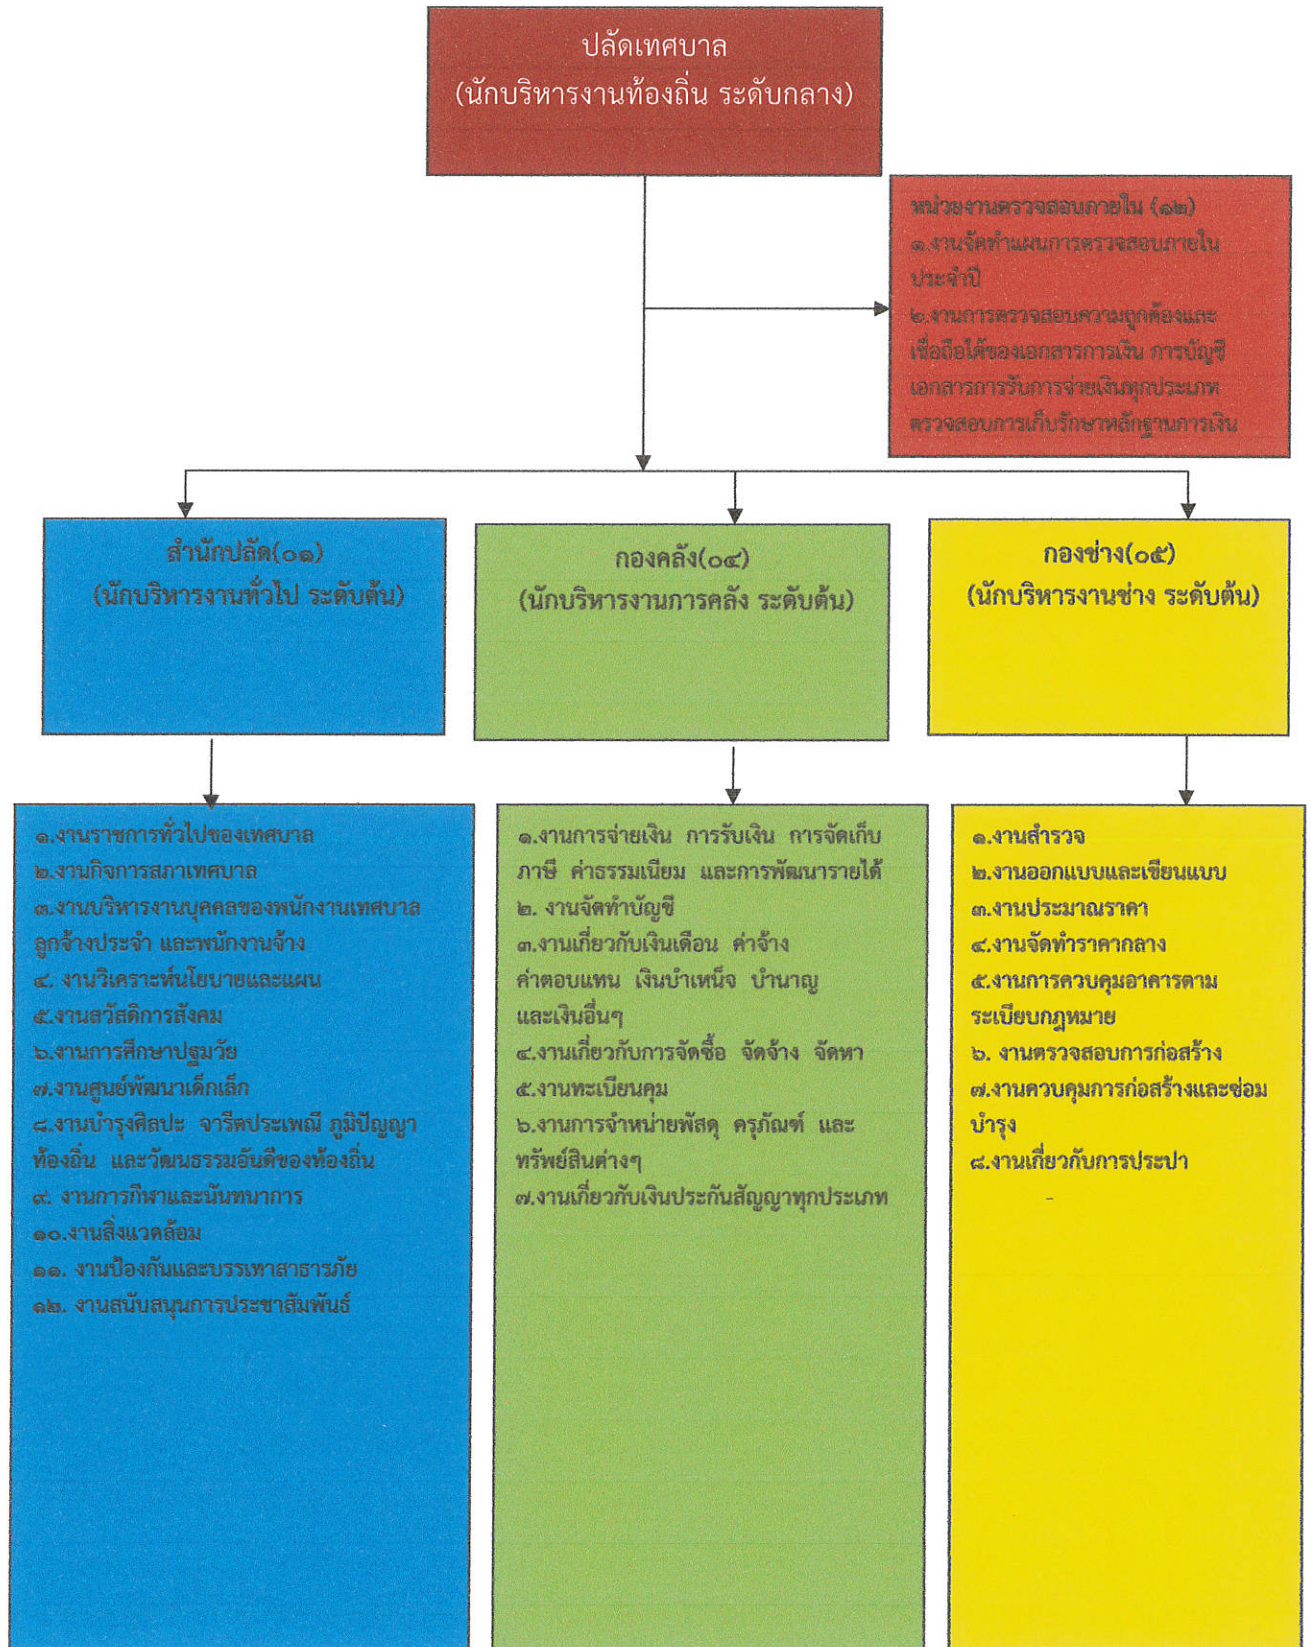 ปลัดเทศบาล
(นักบริหารงานท้องถิ่น ระดับกลาง)
หน่วยงานตรวจสอบภายใน (๑๒)
๑.งานจัดทำแผนการตรวจสอบภายใน
ประจำปี
๒.งานการตรวจสอบความถูกต้องและ
เชื่อถือได้ของเอกสารการเงิน การบัญชี
เอกสารการรับการจ่ายเงินทุกประเภท
ตรวจสอบการเก็บรักษาหลักฐานการเงิน
สำนักปลัด(๐๑)
(นักบริหารงานทั่วไป ระดับต้น)
กองคลัง(๐๔)
(นักบริหารงานการคลัง ระดับต้น)
กองช่าง(๐๕)
(นักบริหารงานช่าง ระดับต้น)
๑.งานราชการทั่วไปของเทศบาล
๒.งานกิจการสภาเทศบาล
๓.งานบริหารงานบุคคลของพนักงานเทศบาล
ลูกจ้างประจำ และพนักงานจ้าง
๔. งานวิเคราะห์นโยบายและแผน
๕.งานสวัสดิการสังคม
๖.งานการศึกษาปฐมวัย
๗.งานศูนย์พัฒนาเด็กเล็ก
๘.งานบำรุงศิลปะ จารีตประเพณี ภูมิปัญญา
ท้องถิ่น และวัฒนธรรมอันดีของท้องถิ่น
๙. งานการกีฬาและนันทนาการ
๑๐.งานสิ่งแวดล้อม
๑๑. งานป้องกันและบรรเทาสาธารภัย
๑๒. งานสนับสนุนการประชาสัมพันธ์
๑.งานการจ่ายเงิน การรับเงิน การจัดเก็บ
ภาษี ค่าธรรมเนียม และการพัฒนารายได้
๒. งานจัดทำบัญชี
๓.งานเกี่ยวกับเงินเดือน ค่าจ้าง
ค่าตอบแทน เงินบำเหน็จ บำนาญ
และเงินอื่นๆ
๔.งานเกี่ยวกับการจัดซื้อ จัดจ้าง จัดหา
๕.งานทะเบียนคุม
๖.งานการจำหน่ายพัสดุ ครุภัณฑ์ และ
ทรัพย์สินต่างๆ
๗.งานเกี่ยวกับเงินประกันสัญญาทุกประเภท
๑.งานสำรวจ
๒.งานออกแบบและเขียนแบบ
๓.งานประมาณราคา
๔.งานจัดทำราคากลาง
๕.งานการควบคุมอาคารตาม
ระเบียบกฎหมาย
๖. งานตรวจสอบการก่อสร้าง
๗.งานควบคุมการก่อสร้างและซ่อม
บำรุง
๘.งานเกี่ยวกับการประปา